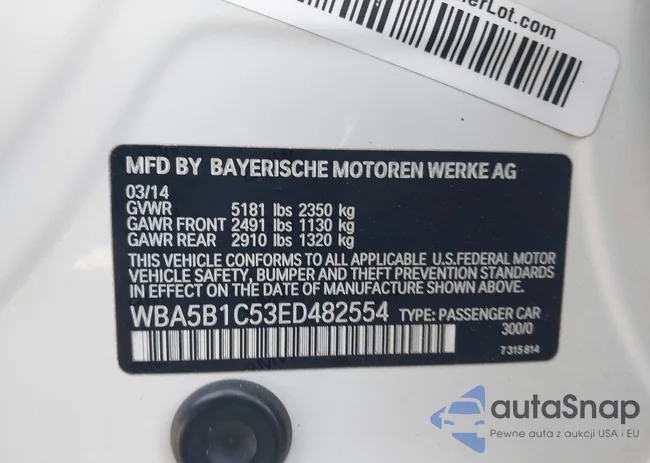 erLot.com
MFD BY BAYERISCHE MOTOREN WERKE AG
03/14
GVWR 5181 lbs 2350 kg
GAWR FRONT 2491 lbs 1130 kg
GAWR REAR 2910 lbs 1320 kg
THIS VEHICLE CONFORMS TO ALL APPLICABLE U.S.FEDERAL MOTOR
VEHICLE SAFETY, BUMPER AND THEFT PREVENTION STANDARDS
IN EFFECT ON THE DATE OF MANUFACTURE SHOWN ABOVE.
WBA5B1C53ED482554 TYPE: PASSENGER CAR
300/0
7315814
autaSnap
Pewne auta z aukcji USA i EU